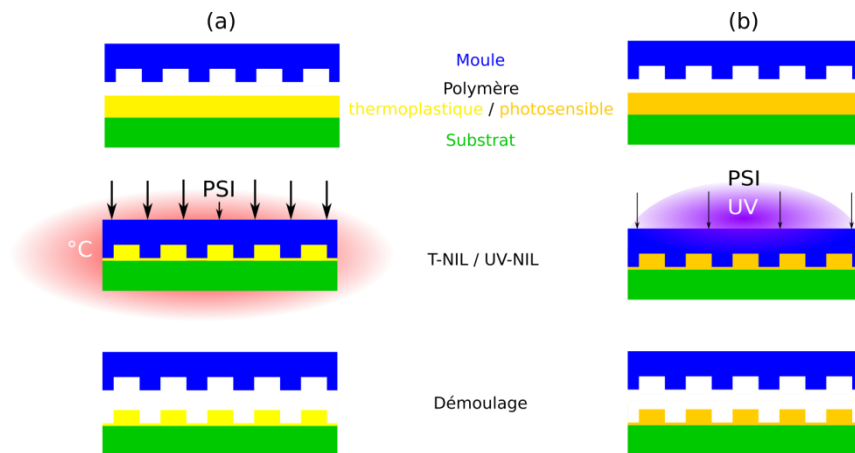 (a)
(b)
Moule
Polymère
thermoplastique / photosensible
Substrat
PSI
°C
PSI
UV
T-NIL / UV-NIL
Démoulage